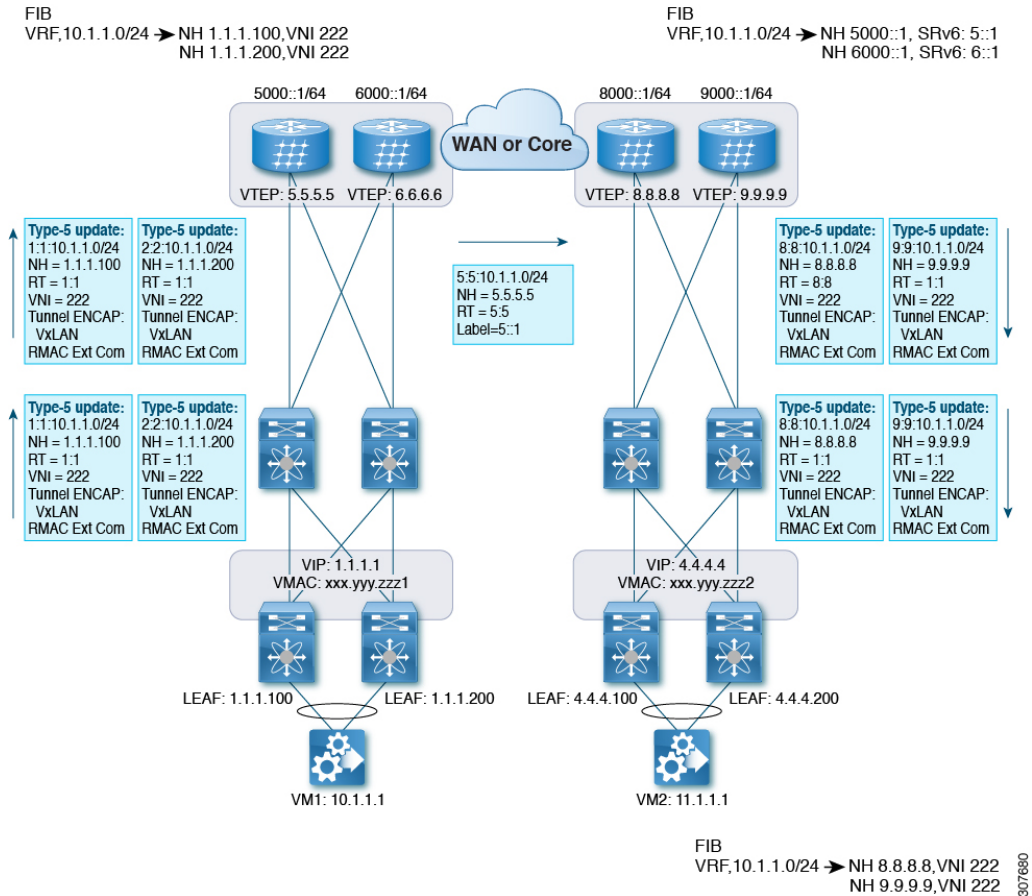 FIB
VRF,10.1.1.0/24 → NH 1.1.1.100,VNI 222
NH 1.1.1.200,VNI 222
FIB
VRF,10.1.1.0/24 → NH 5000::1, SRv6: 5::1
NH 6000::1, SRv6: 6::1
5000::1/64
6000::1/64
WAN or Core
8000::1/64
9000::1/64
VTEP: 5.5.5.5
VTEP: 6.6.6.6
VTEP: 8.8.8.8
VTEP: 9.9.9.9
Type-5 update:
1:1:10.1.1.0/24
NH = 1.1.1.100
RT = 1:1
VNI = 222
Tunnel ENCAP:
VxLAN
RMAC Ext Com
Type-5 update:
2:2:10.1.1.0/24
NH = 1.1.1.200
RT = 1:1
VNI = 222
Tunnel ENCAP:
VxLAN
RMAC Ext Com
5:5:10.1.1.0/24
NH = 5.5.5.5
RT = 5:5
Label=5::1
Type-5 update:
8:8:10.1.1.0/24
NH = 8.8.8.8
RT = 8:8
VNI = 222
Tunnel ENCAP:
VxLAN
RMAC Ext Com
Type-5 update:
9:9:10.1.1.0/24
NH = 9.9.9.9
RT = 1:1
VNI = 222
Tunnel ENCAP:
VxLAN
RMAC Ext Com
Type-5 update:
1:1:10.1.1.0/24
NH = 1.1.1.100
RT = 1:1
VNI = 222
Tunnel ENCAP:
VxLAN
RMAC Ext Com
Type-5 update:
2:2:10.1.1.0/24
NH = 1.1.1.200
RT = 1:1
VNI = 222
Tunnel ENCAP:
VxLAN
RMAC Ext Com
Type-5 update:
8:8:10.1.1.0/24
NH = 8.8.8.8
RT = 1:1
VNI = 222
Tunnel ENCAP:
VxLAN
RMAC Ext Com
Type-5 update:
9:9:10.1.1.0/24
NH = 9.9.9.9
RT = 1:1
VNI = 222
Tunnel ENCAP:
VxLAN
RMAC Ext Com
VIP: 1.1.1.1
VMAC: xxx.yyy.zzz1
VIP: 4.4.4.4
VMAC: xxx.yyy.zzz2
LEAF: 1.1.1.100
LEAF: 1.1.1.200
LEAF: 4.4.4.100
LEAF: 4.4.4.200
VM1: 10.1.1.1
VM2: 11.1.1.1
FIB
VRF,10.1.1.0/24 → NH 8.8.8.8,VNI 222
NH 9.9.9.9,VNI 222
307680